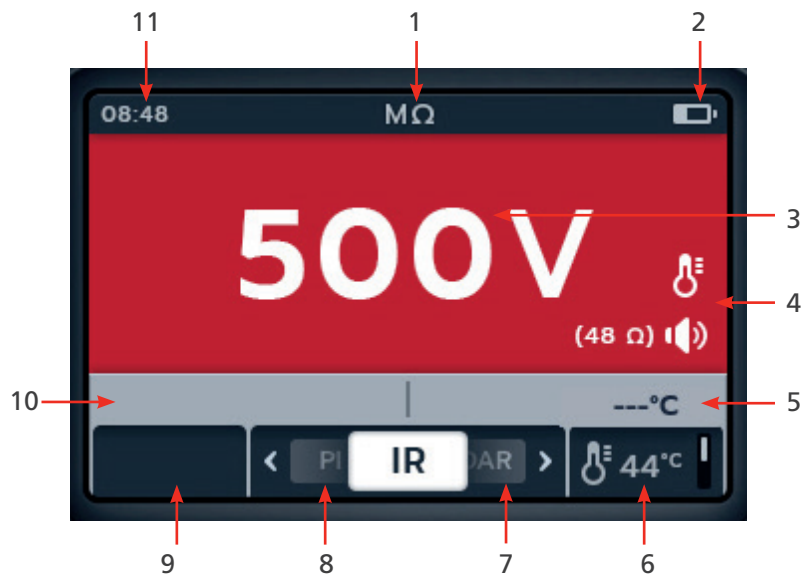 11 1 2
08:48 MΩ
500V
3
4
(48 Ω)
10 ---°C 5
< PI IR DAR > 44°C
9 8 7 6